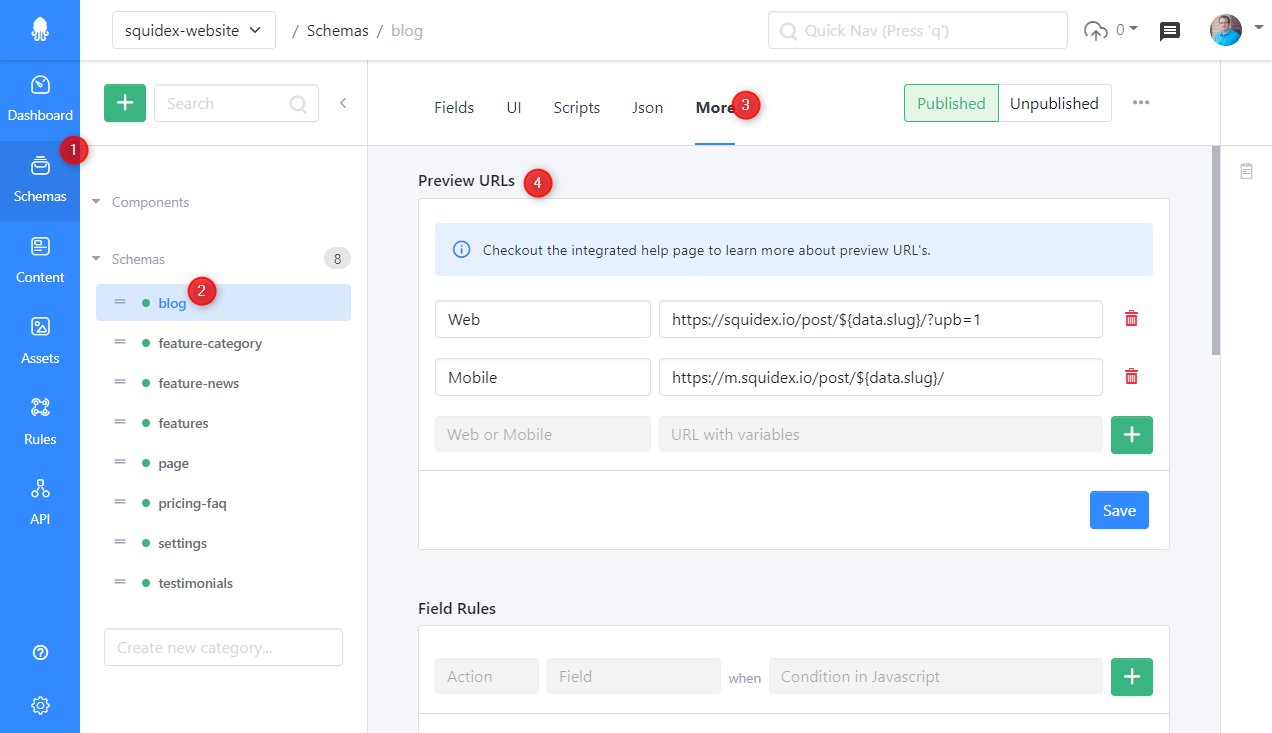 squidex-website / Schemas / blog
Quick Nav (Press 'q')
0
Dashboard
Schemas
Content
Assets
Rules
API
1
Search
Components
Schemas 8
blog
2
feature-category
feature-news
features
page
pricing-faq
settings
testimonials
Create new category...
Fields UI Scripts Json More
3
Published Unpublished
Preview URLs
4
Checkout the integrated help page to learn more about preview URL's.
Web https://squidex.io/post/${data.slug}/?upb=1
Mobile https://m.squidex.io/post/${data.slug}/
Web or Mobile URL with variables
Save
Field Rules
Action Field when Condition in Javascript